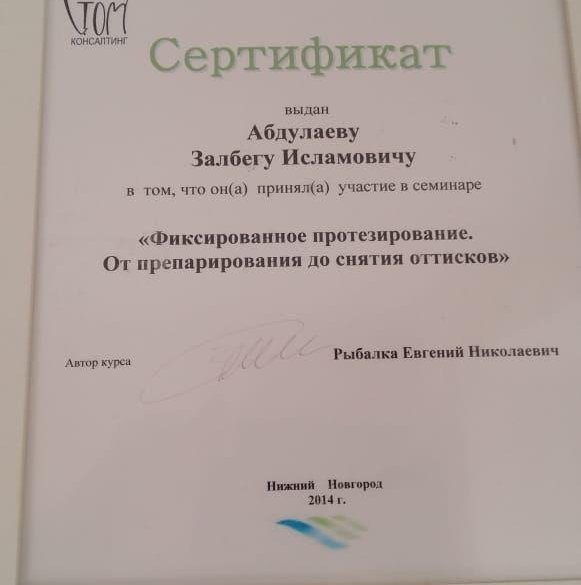 ТОМ
КОНСАЛТИНГ
Сертификат
выдан
Абдулаеву
Залбегу Исламовичу
в том, что он(а) принял(а) участие в семинаре
«Фиксированное протезирование.
От препарирования до снятия оттисков»
Автор курса
Рыбалка Евгений Николаевич
Нижний Новгород
2014 г.